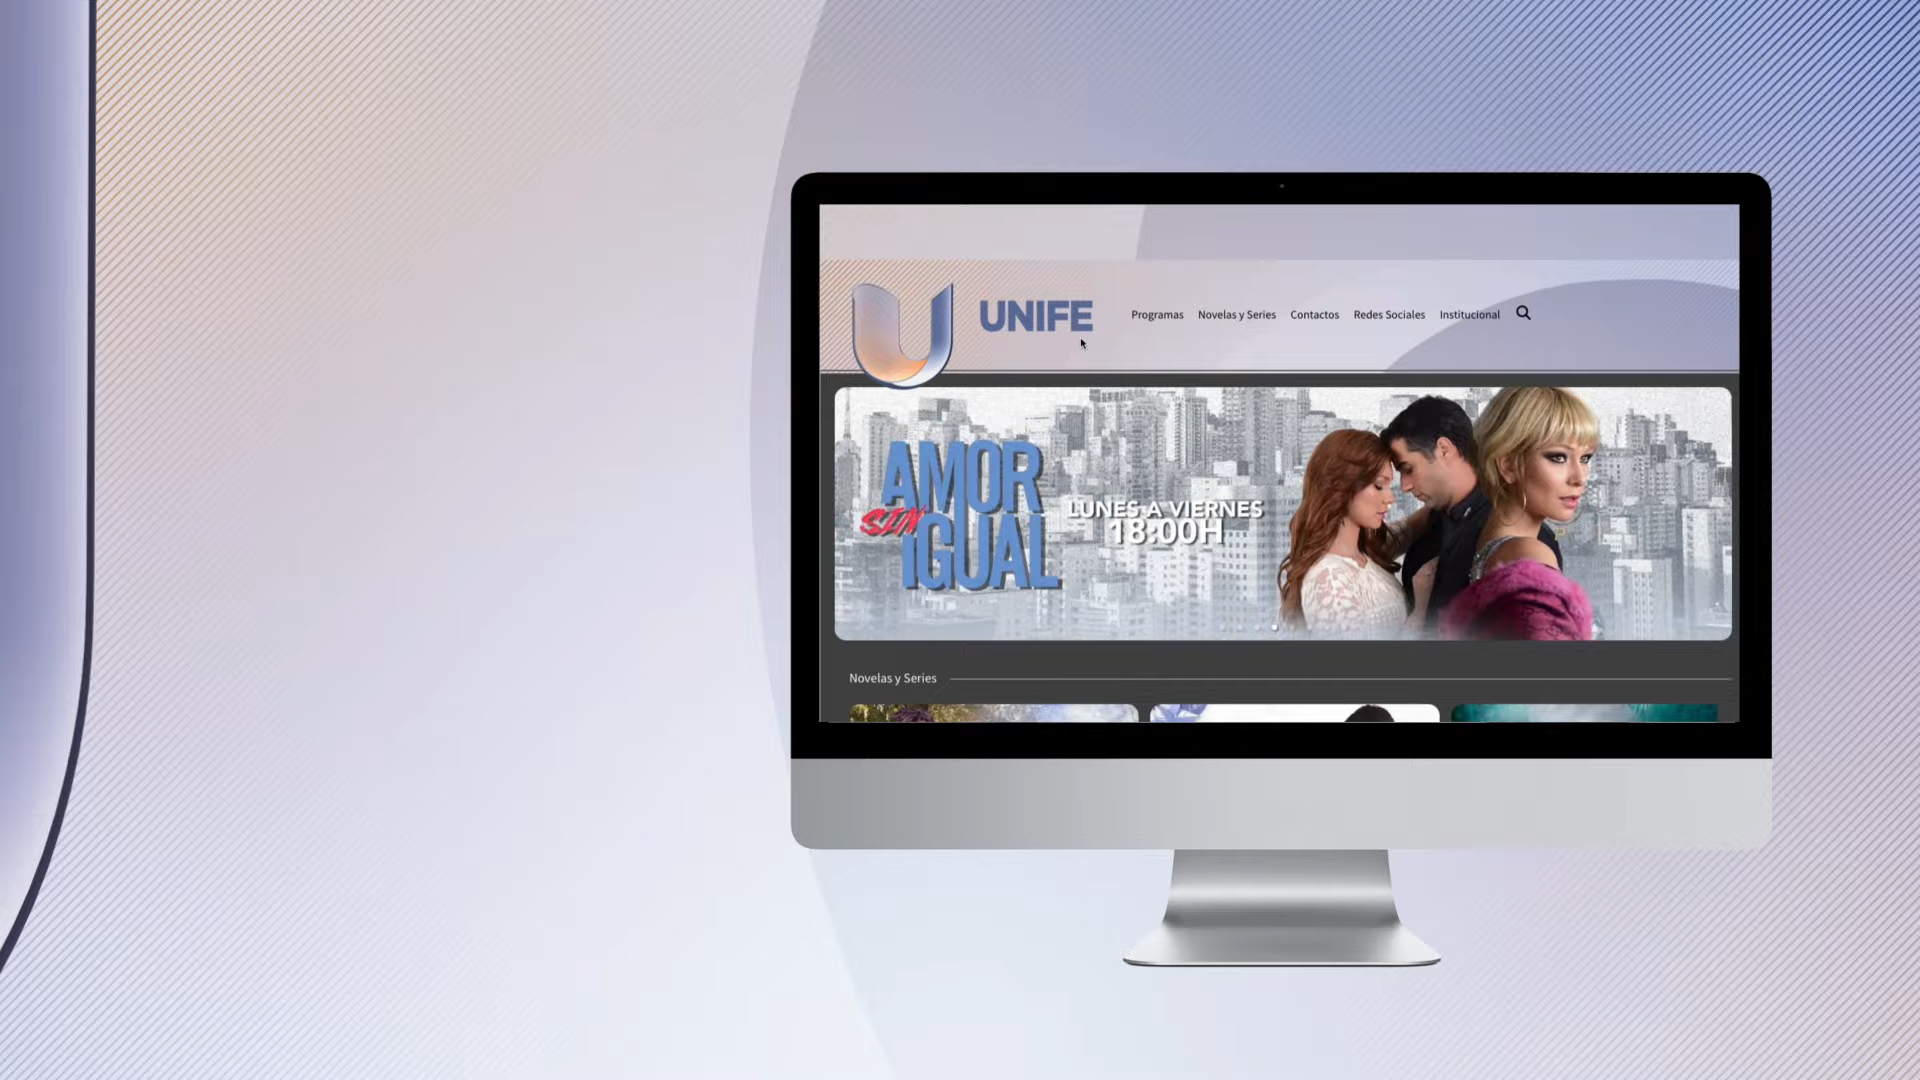 UNIFE
Programas Novelas y Series Contactos Redes Sociales Institucional
AMOR
SIN
IGUAL
LUNES A VIERNES
18:00H
Novelas y Series